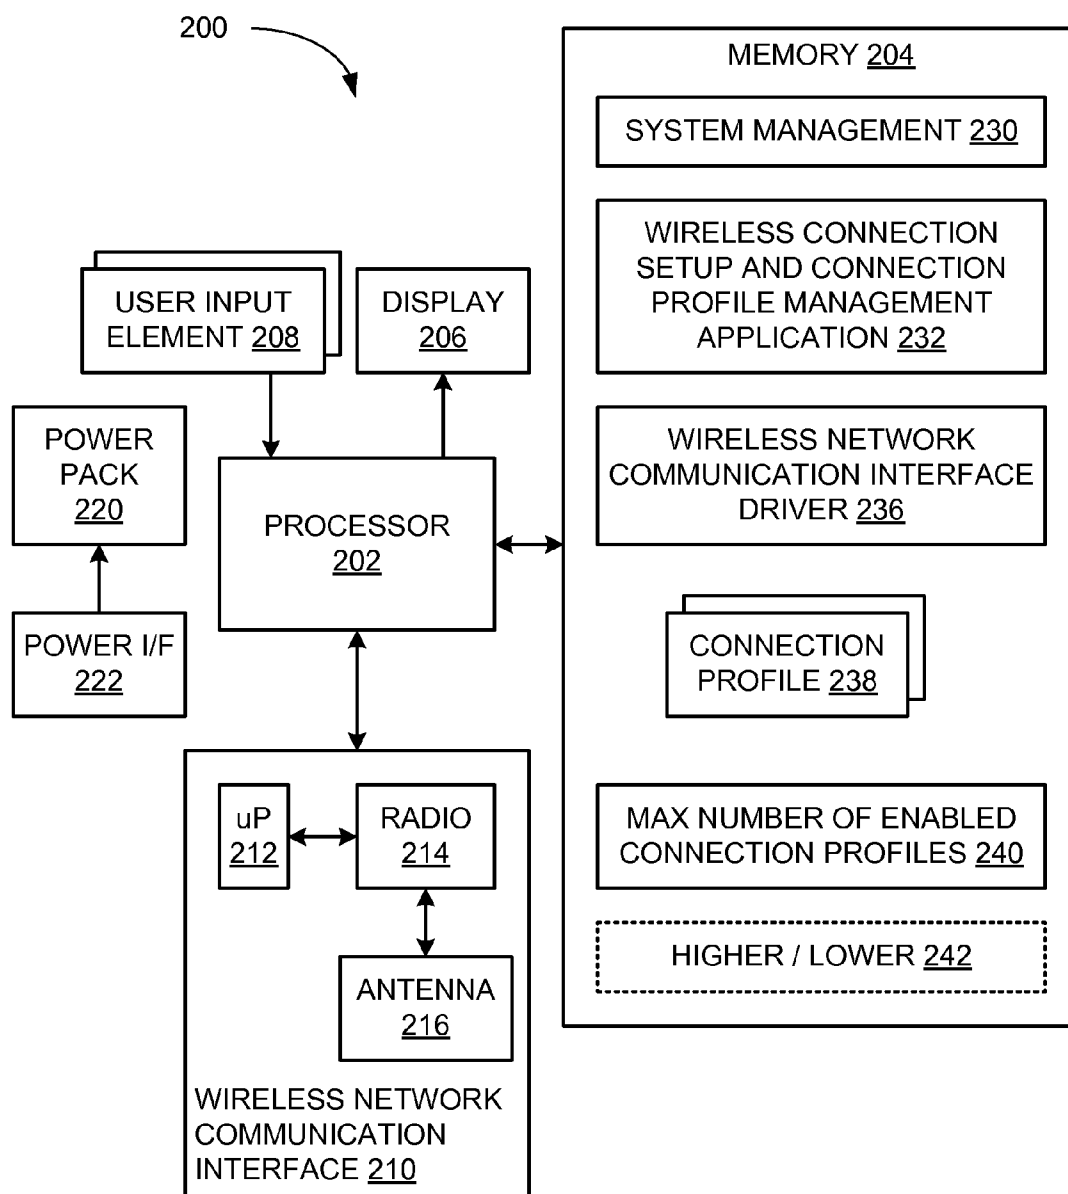 200
MEMORY 204
SYSTEM MANAGEMENT 230
WIRELESS CONNECTION
SETUP AND CONNECTION
PROFILE MANAGEMENT
APPLICATION 232
USER INPUT
ELEMENT 208
DISPLAY
206
POWER
PACK
220
PROCESSOR
202
WIRELESS NETWORK
COMMUNICATION INTERFACE
DRIVER 236
POWER I/F
222
CONNECTION
PROFILE 238
uP
212
RADIO
214
MAX NUMBER OF ENABLED
CONNECTION PROFILES 240
HIGHER / LOWER 242
ANTENNA
216
WIRELESS NETWORK
COMMUNICATION
INTERFACE 210